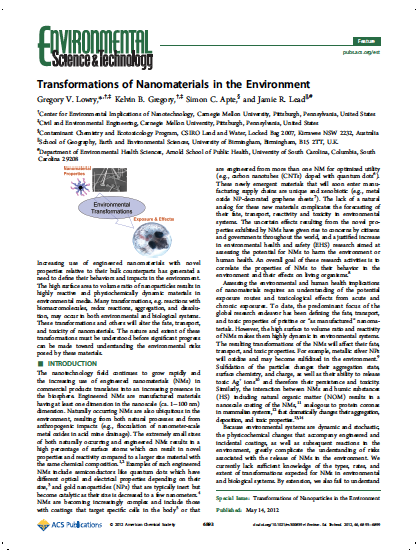 ENVIRONMENTAL
Science & Technology
Feature
pubs.acs.org/est
Transformations of Nanomaterials in the Environment
Gregory V. Lowry,*,†,‡ Kelvin B. Gregory,†,‡ Simon C. Apte,§ and Jamie R. Lead∥,#
†Center for Environmental Implications of Nanotechnology, Carnegie Mellon University, Pittsburgh, Pennsylvania, United States
‡Civil and Environmental Engineering, Carnegie Mellon University, Pittsburgh, Pennsylvania, United States
§Contaminant Chemistry and Ecotoxicology Program, CSIRO Land and Water, Locked Bag 2007, Kirrawee NSW 2232, Australia
∥School of Geography, Earth and Environmental Sciences, University of Birmingham, Birmingham, B15 2TT, U.K.
Department of Environmental Health Sciences, Arnold School of Public Health, University of South Carolina, Columbia, South
Carolina 29208
Nanomaterial
Properties
Environmental
Transformations
Exposure & Effects
Increasing use of engineered nanomaterials with novel
properties relative to their bulk counterparts has generated a
need to define their behaviors and impacts in the environment.
The high surface area to volume ratio of nanoparticles results in
highly reactive and physiochemically dynamic materials in
environmental media. Many transformations, e.g. reactions with
biomacromolecules, redox reactions, aggregation, and dissolu-
tion, may occur in both environmental and biological systems.
These transformations and others will alter the fate, transport,
and toxicity of nanomaterials. The nature and extent of these
transformations must be understood before significant progress
can be made toward understanding the environmental risks
posed by these materials.
■ INTRODUCTION
The nanotechnology field continues to grow rapidly and
the increasing use of engineered nanomaterials (NMs) in
commercial products translates into an increasing presence in
the biosphere. Engineered NMs are manufactured materials
having at least one dimension in the nanoscale (ca. 1−100 nm)
dimension. Naturally occurring NMs are also ubiquitous in the
environment, resulting from both natural processes and from
anthropogenic impacts (e.g., flocculation of nanometer-scale
metal oxides in acid mine drainage). The extremely small sizes
of both naturally occurring and engineered NMs results in a
high percentage of surface atoms which can result in novel
properties and reactivity compared to a larger size material with
the same chemical composition. Examples of such engineered
NMs include semiconductors like quantum dots which have
different optical and electrical properties depending on their
size, and gold nanoparticles (NPs) that are typically inert but
become catalytic as their size is decreased to a few nanometers.
NMs are becoming increasingly complex and include those
with coatings that target specific cells in the body or that
are engineered from more than one NM for optimized utility
(e.g., carbon nanotubes (CNTs) doped with quantum dots).
These newly emergent materials that will soon enter manu-
facturing supply chains are unique and xenobiotic (e.g., metal
oxide NP-decorated graphene sheets). The lack of a natural
analog for these new materials complicates the forecasting of
their fate, transport, reactivity and toxicity in environmental
systems. The uncertain effects resulting from the novel pro-
perties exhibited by NMs have given rise to concerns by citizens
and governments throughout the world, and a justified increase
in environmental health and safety (EHS) research aimed at
assessing the potential for NMs to harm the environment or
human health. An overall goal of these research activities is to
correlate the properties of NMs to their behavior in the
environment and their effects on living organisms.
Assessing the environmental and human health implications
of nanomaterials requires an understanding of the potential
exposure routes and toxicological effects from acute and
chronic exposures. To date, the predominant focus of the
global research endeavor has been defining the fate, transport,
and toxic properties of pristine or "as manufactured" nanoma-
terials. However, the high surface to volume ratio and reactivity
of NMs makes them highly dynamic in environmental systems.
The resulting transformations of the NMs will affect their fate,
transport, and toxic properties. For example, metallic silver NPs
will oxidize and may become sulfidized in the environment.
Sulfidation of the particles changes their aggregation state,
surface chemistry, and charge, as well as their ability to release
toxic Ag+ ions and therefore their persistence and toxicity.
Similarly, the interaction between NMs and humic substances
(HS) including natural organic matter (NOM) results in a
nanoscale coating of the NMs, analogous to protein coronas
in mammalian systems, that dramatically changes their aggregation,
deposition, and toxic properties.
Because environmental systems are dynamic and stochastic,
the physicochemical changes that accompany engineered and
incidental coatings, as well as subsequent reactions in the
environment, greatly complicate the understanding of risks
associated with the release of NMs in the environment. We
currently lack sufficient knowledge of the types, rates, and
extent of transformations expected for NMs in environmental
and biological systems. By extension, we also fail to understand
Special Issue: Transformations of Nanoparticles in the Environment
Published: May 14, 2012
ACS Publications
© 2012 American Chemical Society
6893